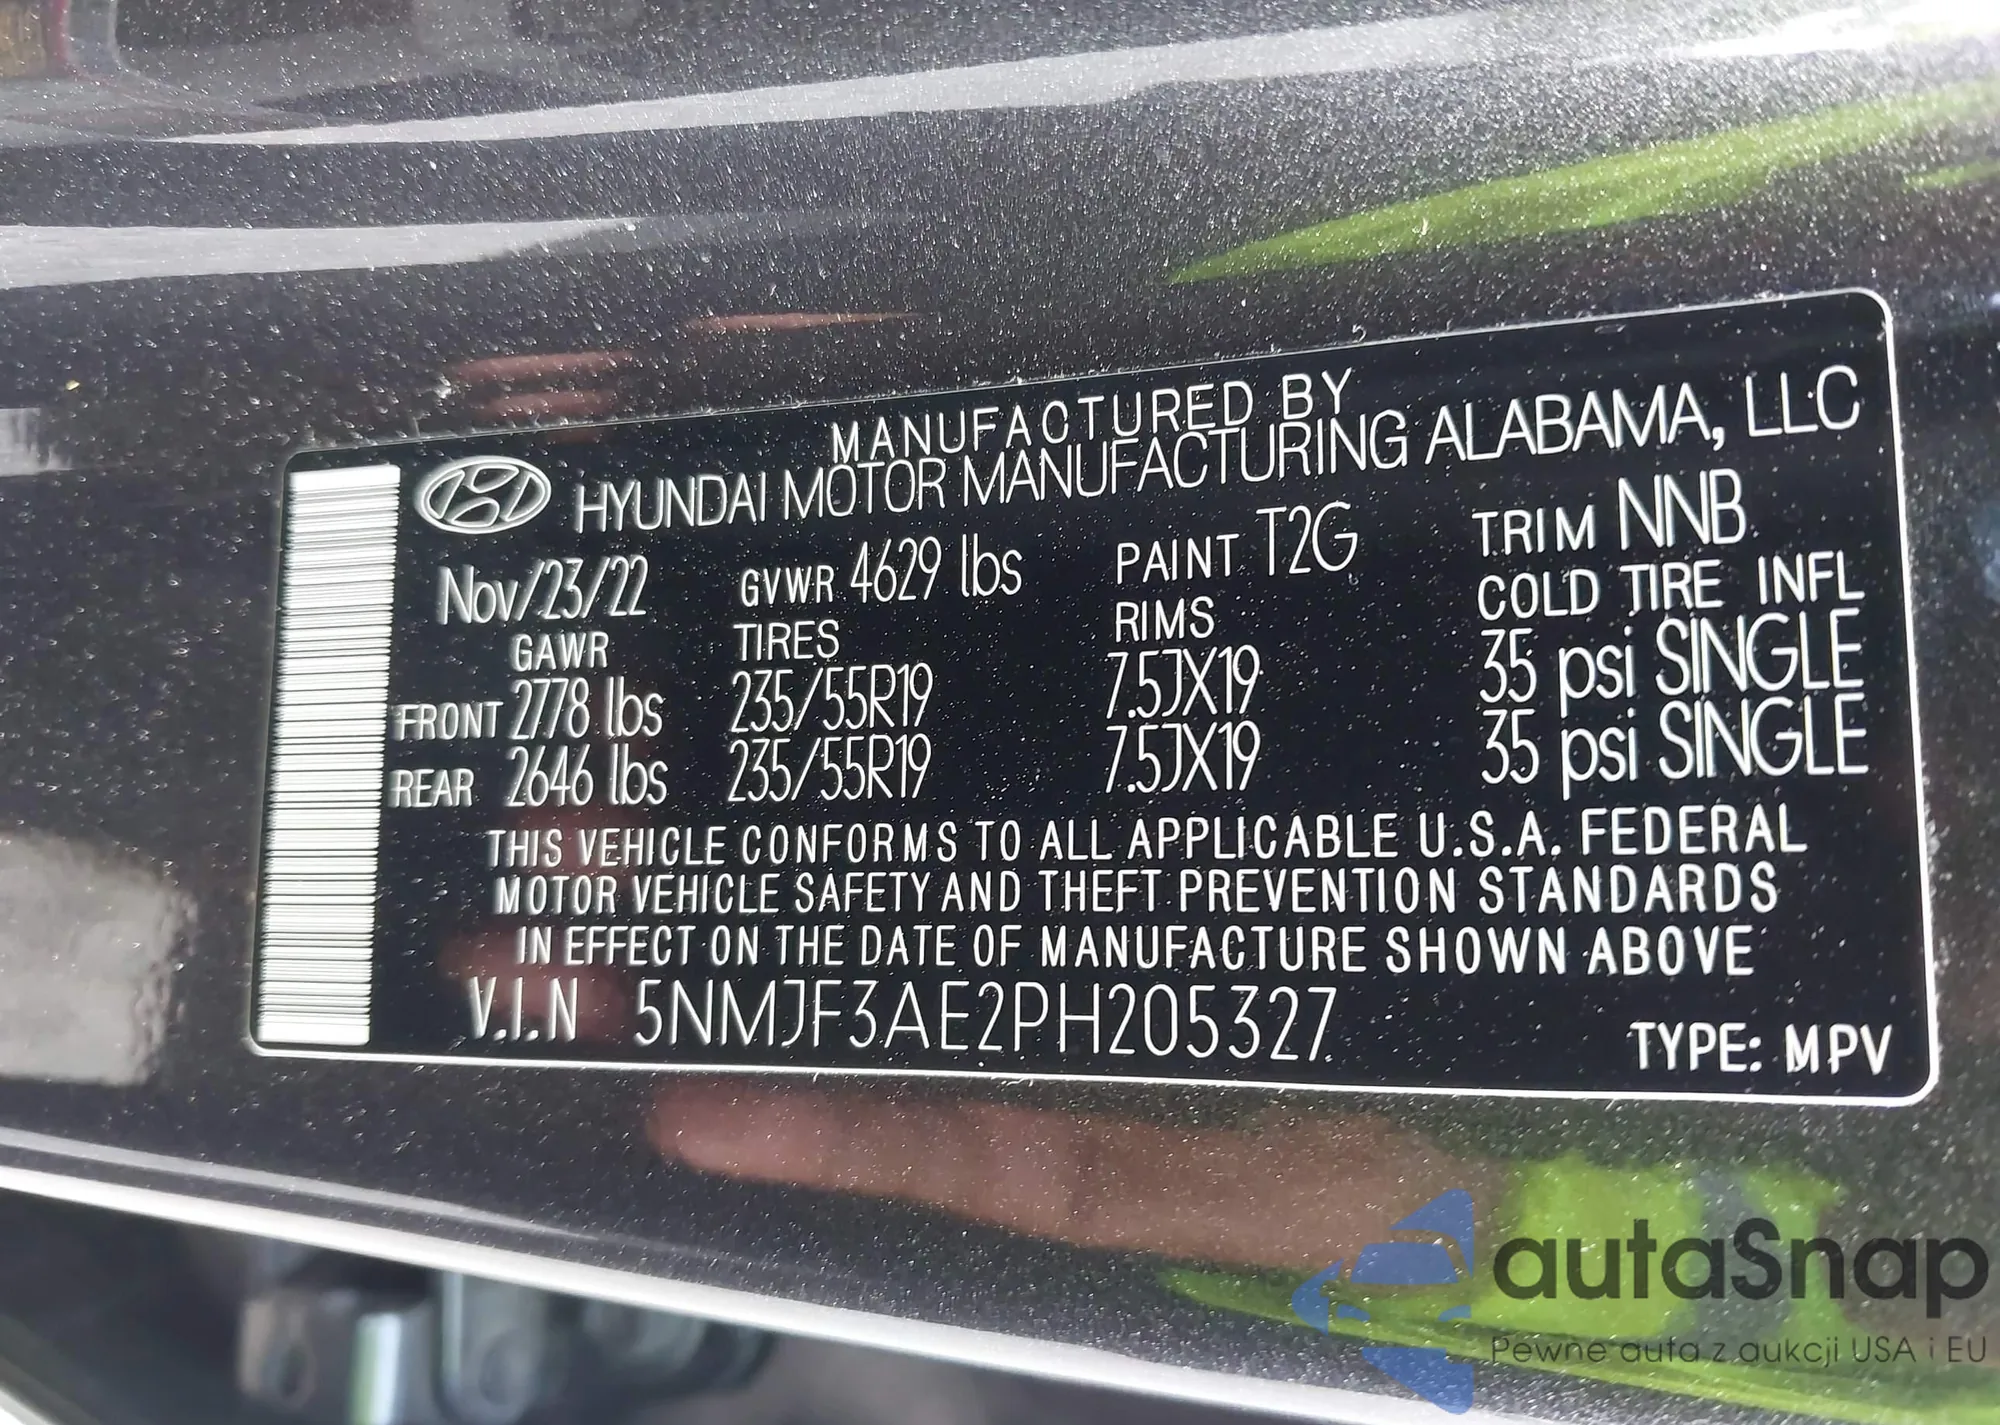 MANUFACTURED BY
HYUNDAI MOTOR MANUFACTURING ALABAMA, LLC
Nov/23/22 GVWR 4629 lbs PAINT T2G TRIM NNB
GAWR TIRES RIMS COLD TIRE INFL
FRONT 2778 lbs 235/55R19 7.5JX19 35 psi SINGLE
REAR 2646 lbs 235/55R19 7.5JX19 35 psi SINGLE
THIS VEHICLE CONFORMS TO ALL APPLICABLE U.S.A. FEDERAL
MOTOR VEHICLE SAFETY AND THEFT PREVENTION STANDARDS
IN EFFECT ON THE DATE OF MANUFACTURE SHOWN ABOVE
V.I.N 5NMJF3AE2PH205327 TYPE: MPV
autaSnap
Pewne auta z aukcji USA i EU